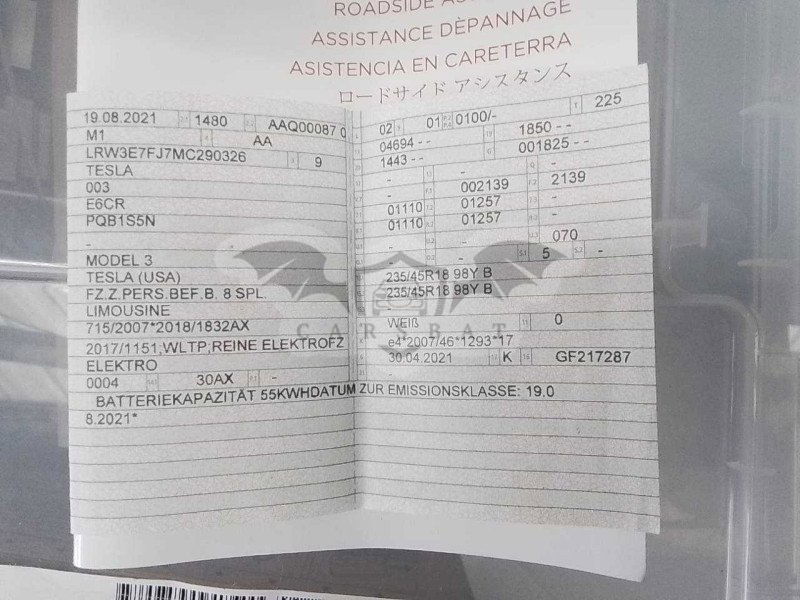 ROADSIDE AS
ASSISTANCE DÈPANNAGE
ASISTENCIA EN CARETERRA
ロードサイド アシスタンス
19.08.2021 1480 AAQ00087 0
M1 AA
LRW3E7FJ7MC290326 9
TESLA
003
E6CR
PQB1S5N
-
MODEL 3
TESLA (USA)
FZ.Z.PERS.BEF.B. 8 SPL.
LIMOUSINE
715/2007*2018/1832AX
2017/1151;WLTP;REINE ELEKTROFZ
ELEKTRO
0004 30AX -
BATTERIEKAPAZITÄT 55KWHDATUM ZUR EMISSIONSKLASSE: 19.0
8.2021*
02 01 0100/- 225
04694 - - 1850 - -
1443 - - 001825 - -
- - -
- 002139 2139
01110 01257 -
01110 01257 -
- - 070
- 5 -
235/45R18 98Y B
235/45R18 98Y B
-
WEIß 0
e4*2007/46*1293*17
30.04.2021 K GF217287
CARSBAT